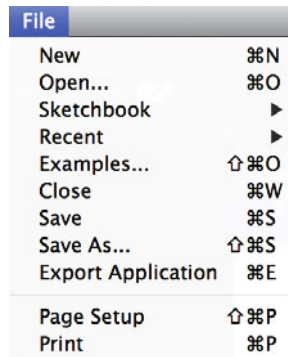 File
New ⌘N
Open... ⌘O
Sketchbook ▶
Recent ▶
Examples... ⇧⌘O
Close ⌘W
Save ⌘S
Save As... ⇧⌘S
Export Application ⌘E
Page Setup ⇧⌘P
Print ⌘P